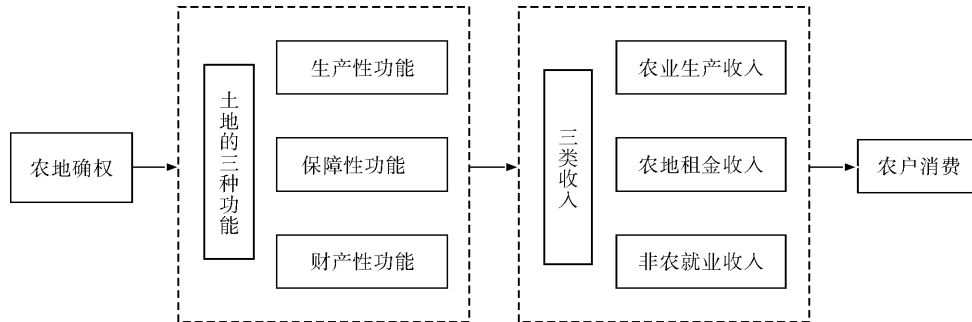 农地确权
土地的三种功能
生产性功能
保障性功能
财产性功能
三类收入
农业生产收入
农地租金收入
非农就业收入
农户消费